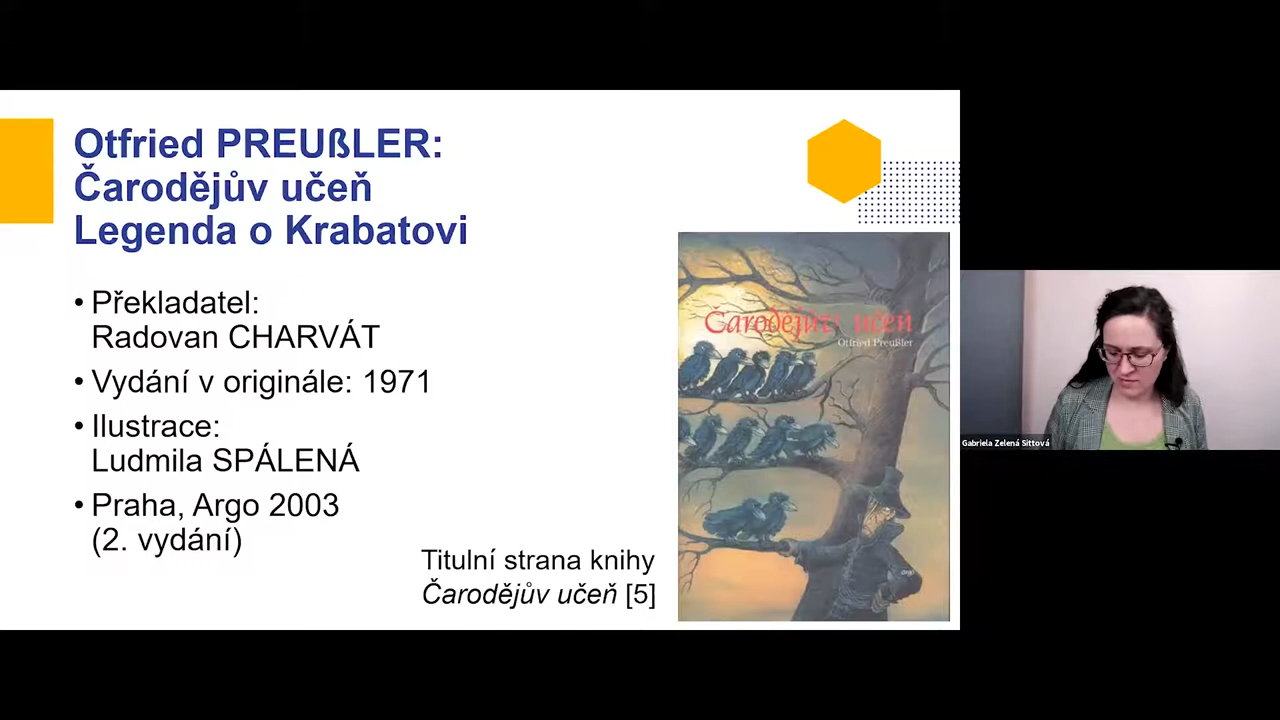 Otfried PREUßLER:
Čarodějův učeň
Legenda o Krabatovi
• Překladatel:
Radovan CHARVÁT
• Vydání v originále: 1971
• Ilustrace:
Ludmila SPÁLENÁ
• Praha, Argo 2003
(2. vydání)
Titulní strana knihy
Čarodějův učeň [5]
Čarodějův učeň
Otfried Preußler
argo
Gabriela Zelená Sittová